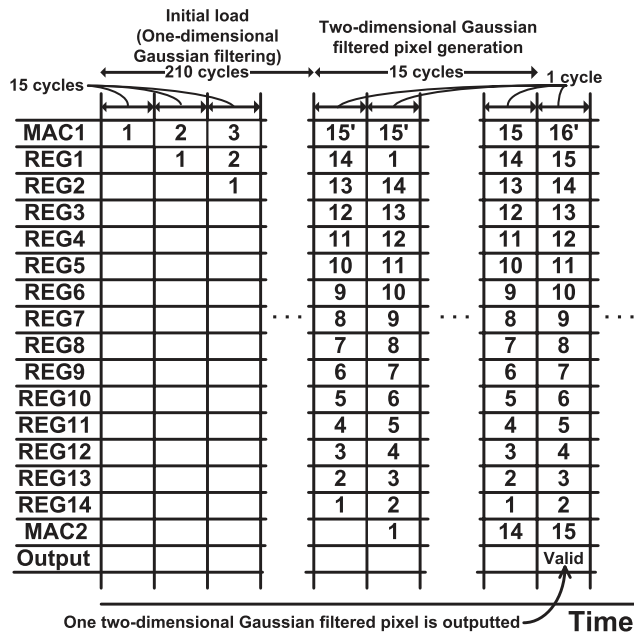 Initial load
(One-dimensional
Gaussian filtering)
Two-dimensional Gaussian
filtered pixel generation
210 cycles
15 cycles
15 cycles
1 cycle
MAC1 1 2 3 15' 15' 15 16'
REG1 1 2 14 1 14 15
REG2 1 13 14 13 14
REG3 12 13 12 13
REG4 11 12 11 12
REG5 10 11 10 11
REG6 9 10 9 10
REG7 8 9 8 9
REG8 7 8 7 8
REG9 6 7 6 7
REG10 5 6 5 6
REG11 4 5 4 5
REG12 3 4 3 4
REG13 2 3 2 3
REG14 1 2 1 2
MAC2 1 14 15
Output Valid
... ... ...
One two-dimensional Gaussian filtered pixel is outputted
Time